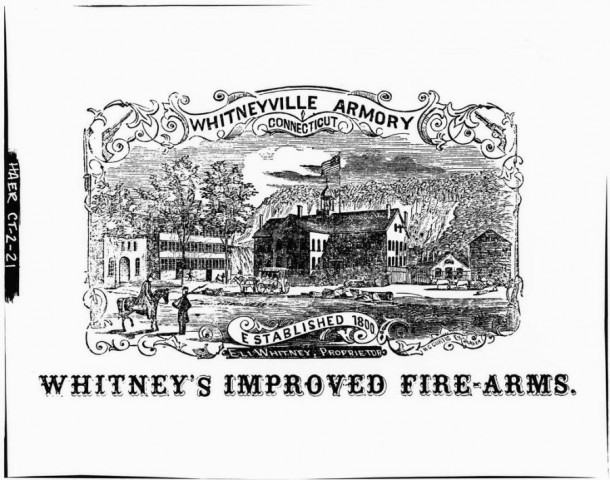 WHITNEYVILLE ARMORY
CONNECTICUT
ESTABLISHED 1800
ELI WHITNEY, PROPRIETOR
WHITNEY'S IMPROVED FIRE-ARMS.
HAER CT-2-21